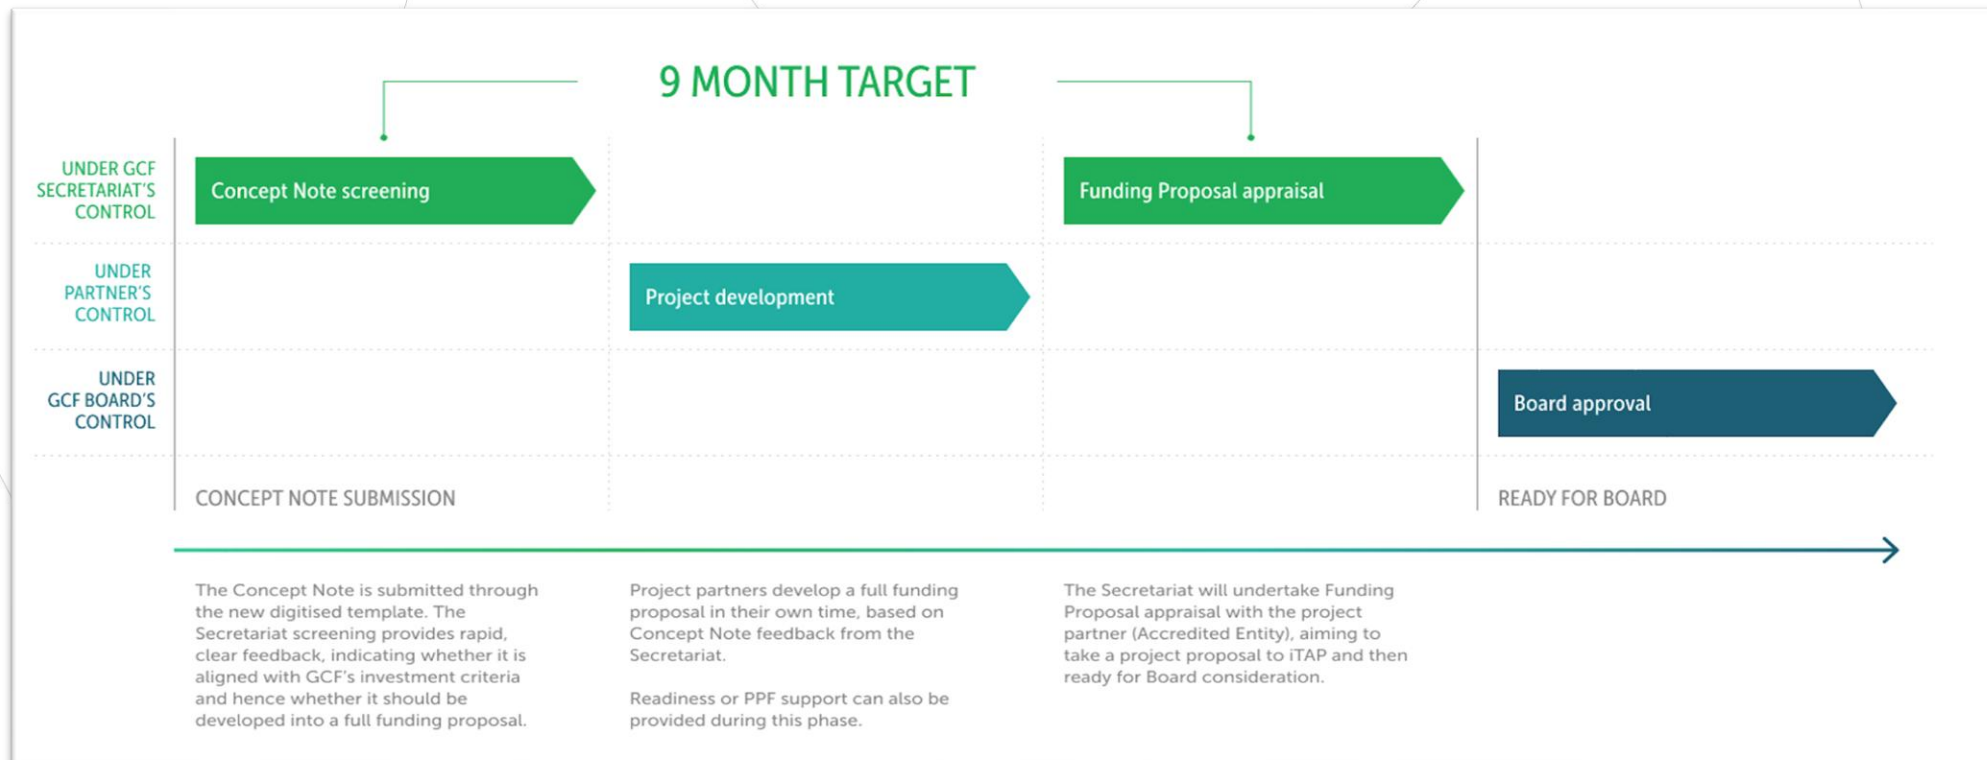 9 MONTH TARGET
UNDER GCF
SECRETARIAT'S
CONTROL
Concept Note screening
Funding Proposal appraisal
UNDER
PARTNER'S
CONTROL
Project development
UNDER
GCF BOARD'S
CONTROL
Board approval
CONCEPT NOTE SUBMISSION
READY FOR BOARD
The Concept Note is submitted through
the new digitised template. The
Secretariat screening provides rapid,
clear feedback, indicating whether it is
aligned with GCF's investment criteria
and hence whether it should be
developed into a full funding proposal.
Project partners develop a full funding
proposal in their own time, based on
Concept Note feedback from the
Secretariat.
Readiness or PPF support can also be
provided during this phase.
The Secretariat will undertake Funding
Proposal appraisal with the project
partner (Accredited Entity), aiming to
take a project proposal to iTAP and then
ready for Board consideration.